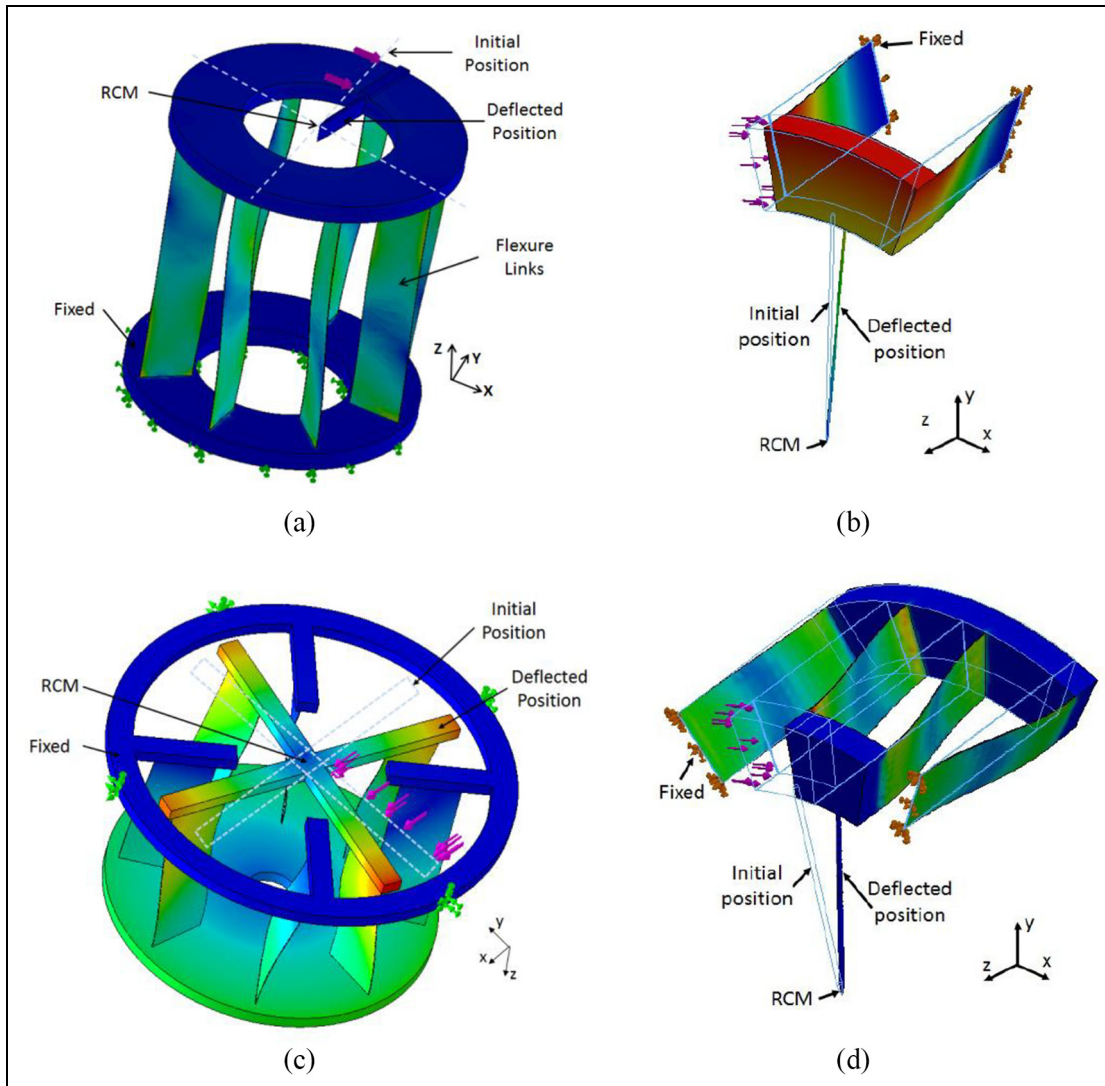 Initial
Position
RCM
Deflected
Position
Flexure
Links
Fixed
Z
Y
X
(a)
Fixed
Initial
position
Deflected
position
RCM
y
z
x
(b)
Initial
Position
RCM
Deflected
Position
Fixed
y
x
z
(c)
Fixed
Initial
position
Deflected
position
RCM
y
z
x
(d)